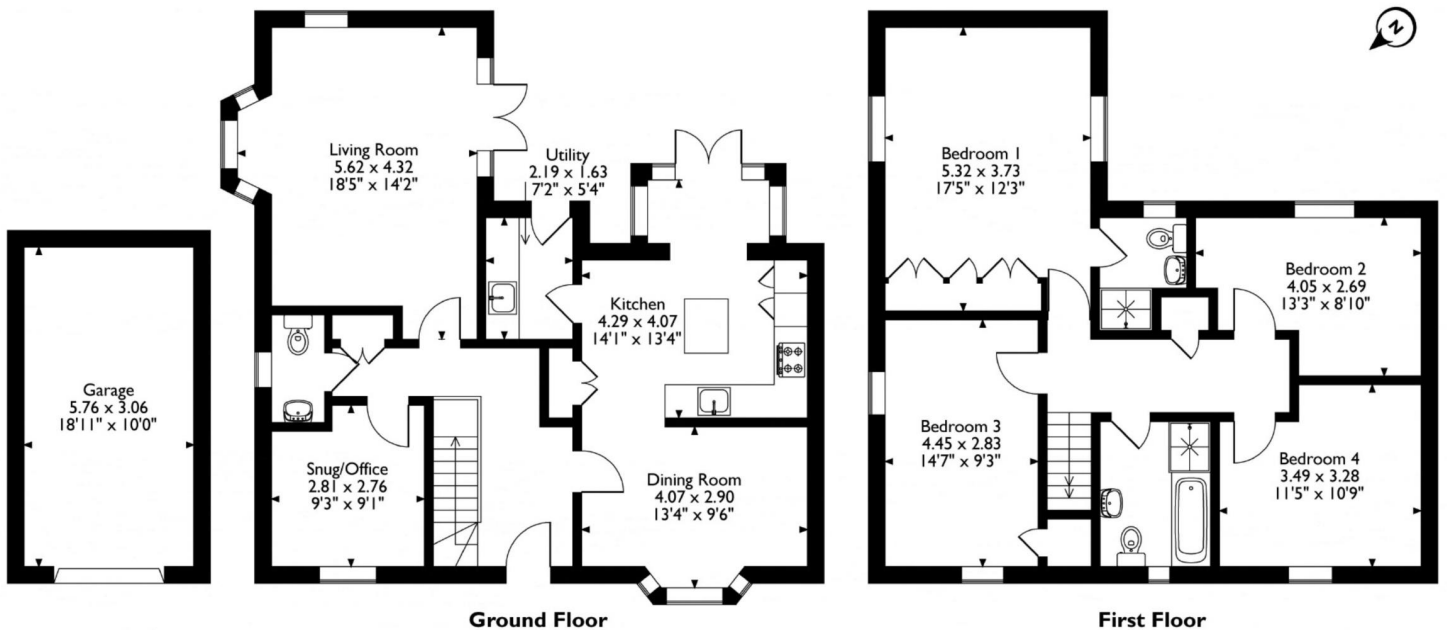 N
Living Room
5.62 x 4.32
18'5" x 14'2"
Utility
2.19 x 1.63
7'2" x 5'4"
Kitchen
4.29 x 4.07
14'1" x 13'4"
Garage
5.76 x 3.06
18'11" x 10'0"
Snug/Office
2.81 x 2.76
9'3" x 9'1"
Dining Room
4.07 x 2.90
13'4" x 9'6"
Ground Floor
Bedroom 1
5.32 x 3.73
17'5" x 12'3"
Bedroom 2
4.05 x 2.69
13'3" x 8'10"
Bedroom 3
4.45 x 2.83
14'7" x 9'3"
Bedroom 4
3.49 x 3.28
11'5" x 10'9"
First Floor